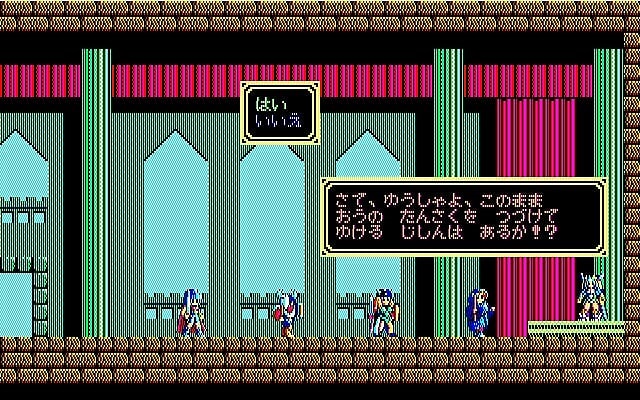 はい
いいえ
さて、ゆうしゃよ、このまま
おうの たんさくを つづけて
ゆける じしんは あるか!?